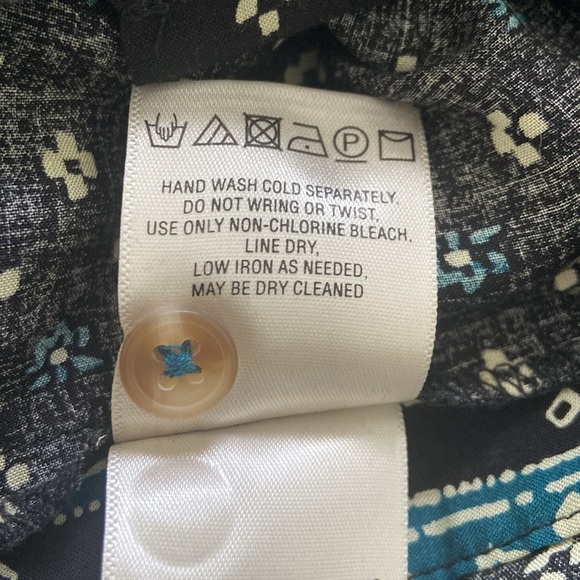 P
HAND WASH COLD SEPARATELY.
DO NOT WRING OR TWIST.
USE ONLY NON-CHLORINE BLEACH.
LINE DRY,
LOW IRON AS NEEDED,
MAY BE DRY CLEANED